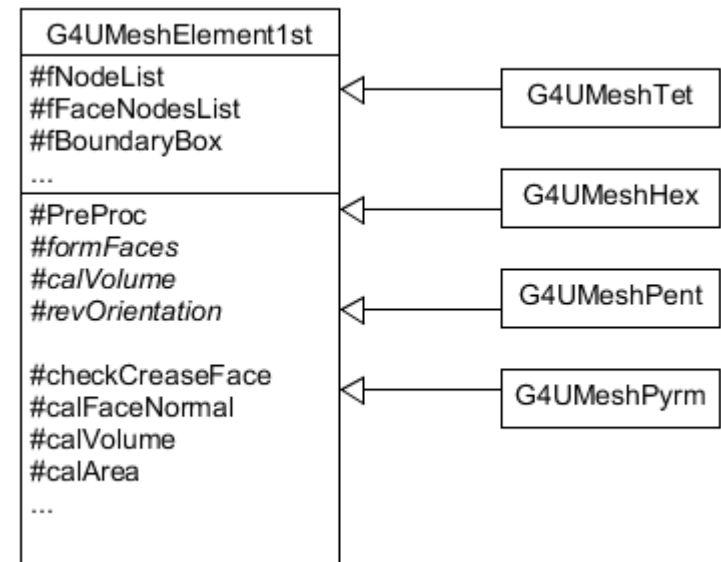 G4UMeshElement1st
#fNodeList
#fFaceNodesList
#fBoundaryBox
...
#PreProc
#formFaces
#calVolume
#revOrientation
#checkCreaseFace
#calFaceNormal
#calVolume
#calArea
...
G4UMeshTet
G4UMeshHex
G4UMeshPent
G4UMeshPyrm